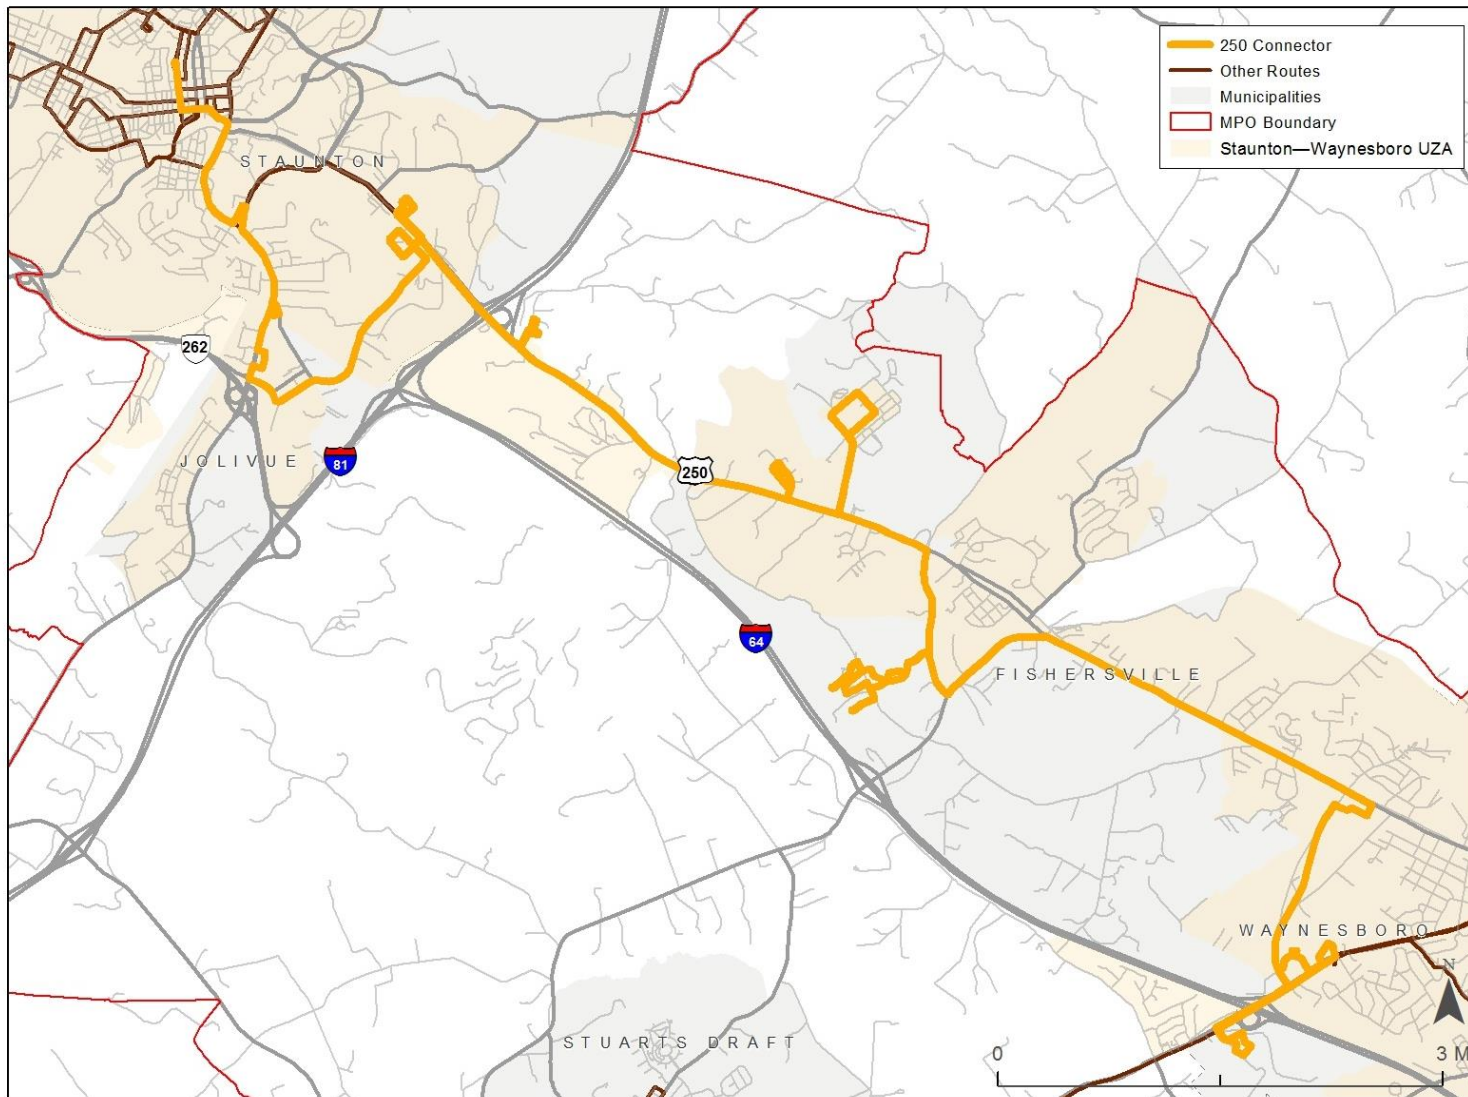 250 Connector
Other Routes
Municipalities
MPO Boundary
Staunton—Waynesboro UZA
STAUNTON
262
JOLIVUE
81
250
64
FISHERSVILLE
WAYNESBORO
N
STUARTS DRAFT
0
3 M